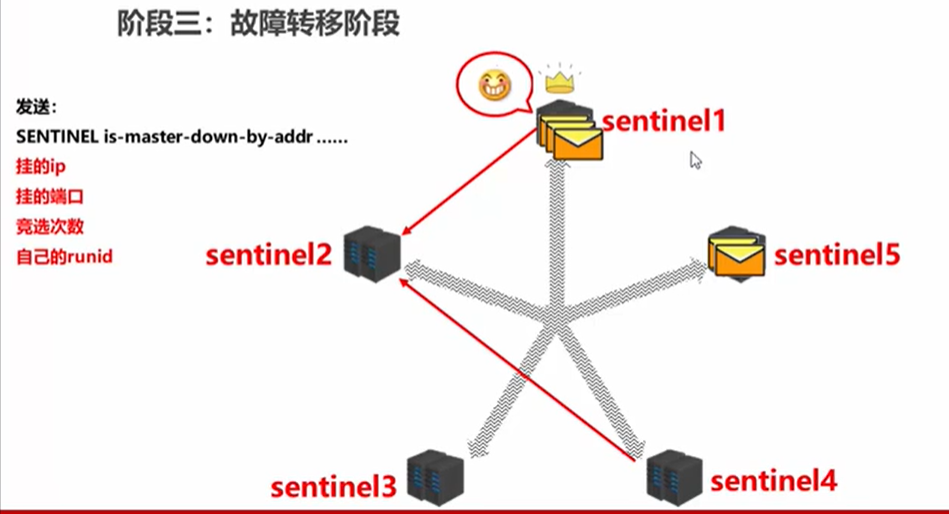 阶段三：故障转移阶段
发送：
SENTINEL is-master-down-by-addr ......
挂的ip
挂的端口
竞选次数
自己的runid
sentinel1
sentinel2
sentinel5
sentinel3
sentinel4